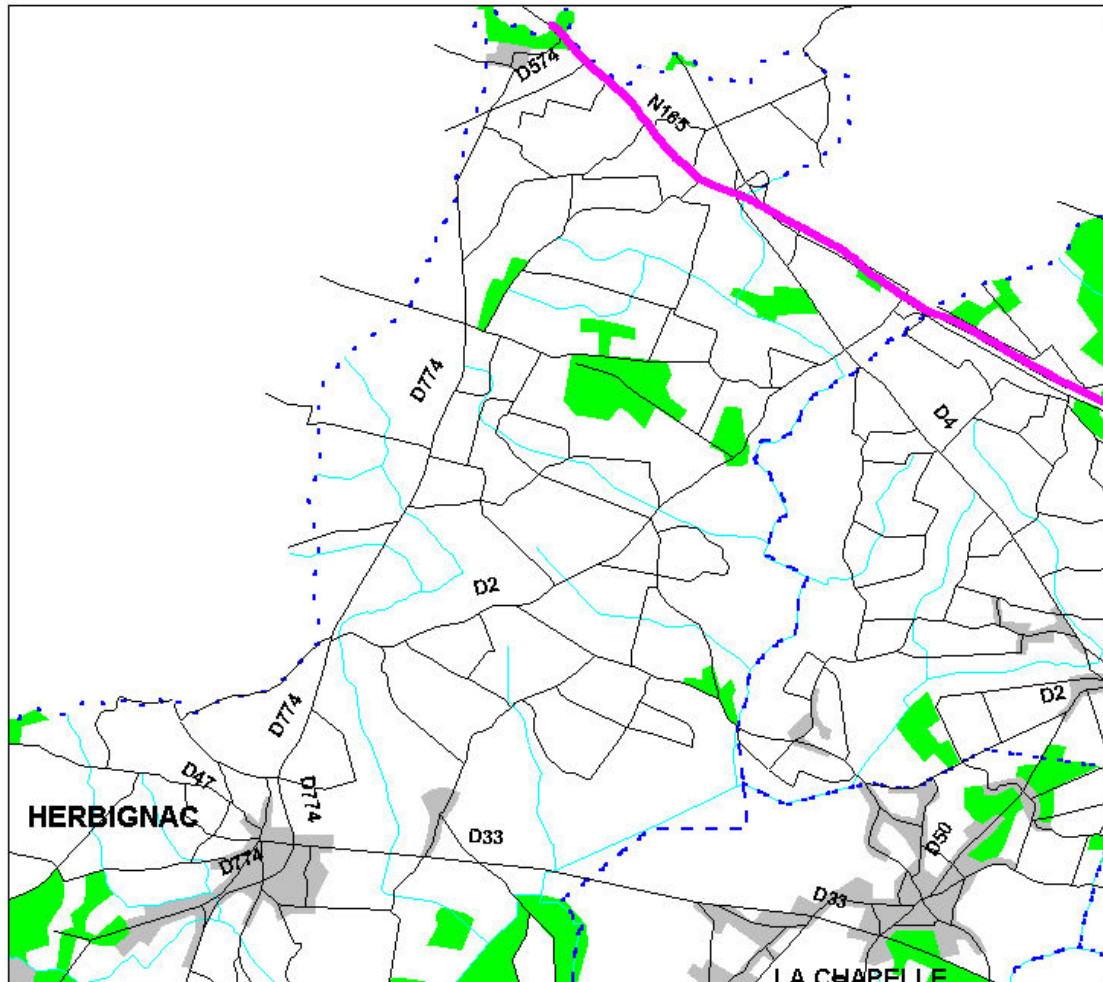 D574
N165
D774
D4
D2
D2
D774
D47
D774
HERBIGNAC
D33
D50
D774
D33
LA CHAPELLE